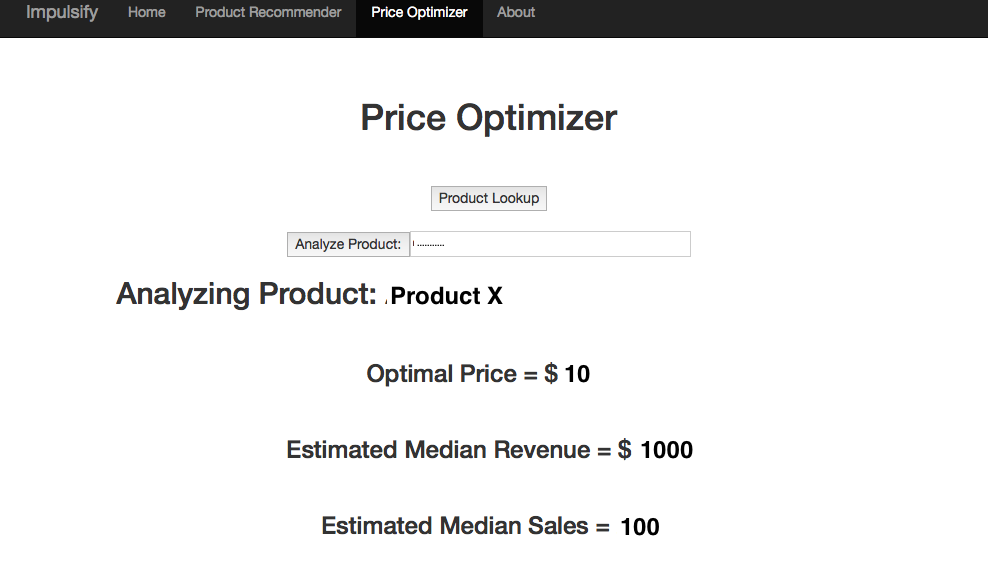 Impulsify Home Product Recommender Price Optimizer About
Price Optimizer
Product Lookup
Analyze Product:
Analyzing Product: Product X
Optimal Price = $ 10
Estimated Median Revenue = $ 1000
Estimated Median Sales = 100